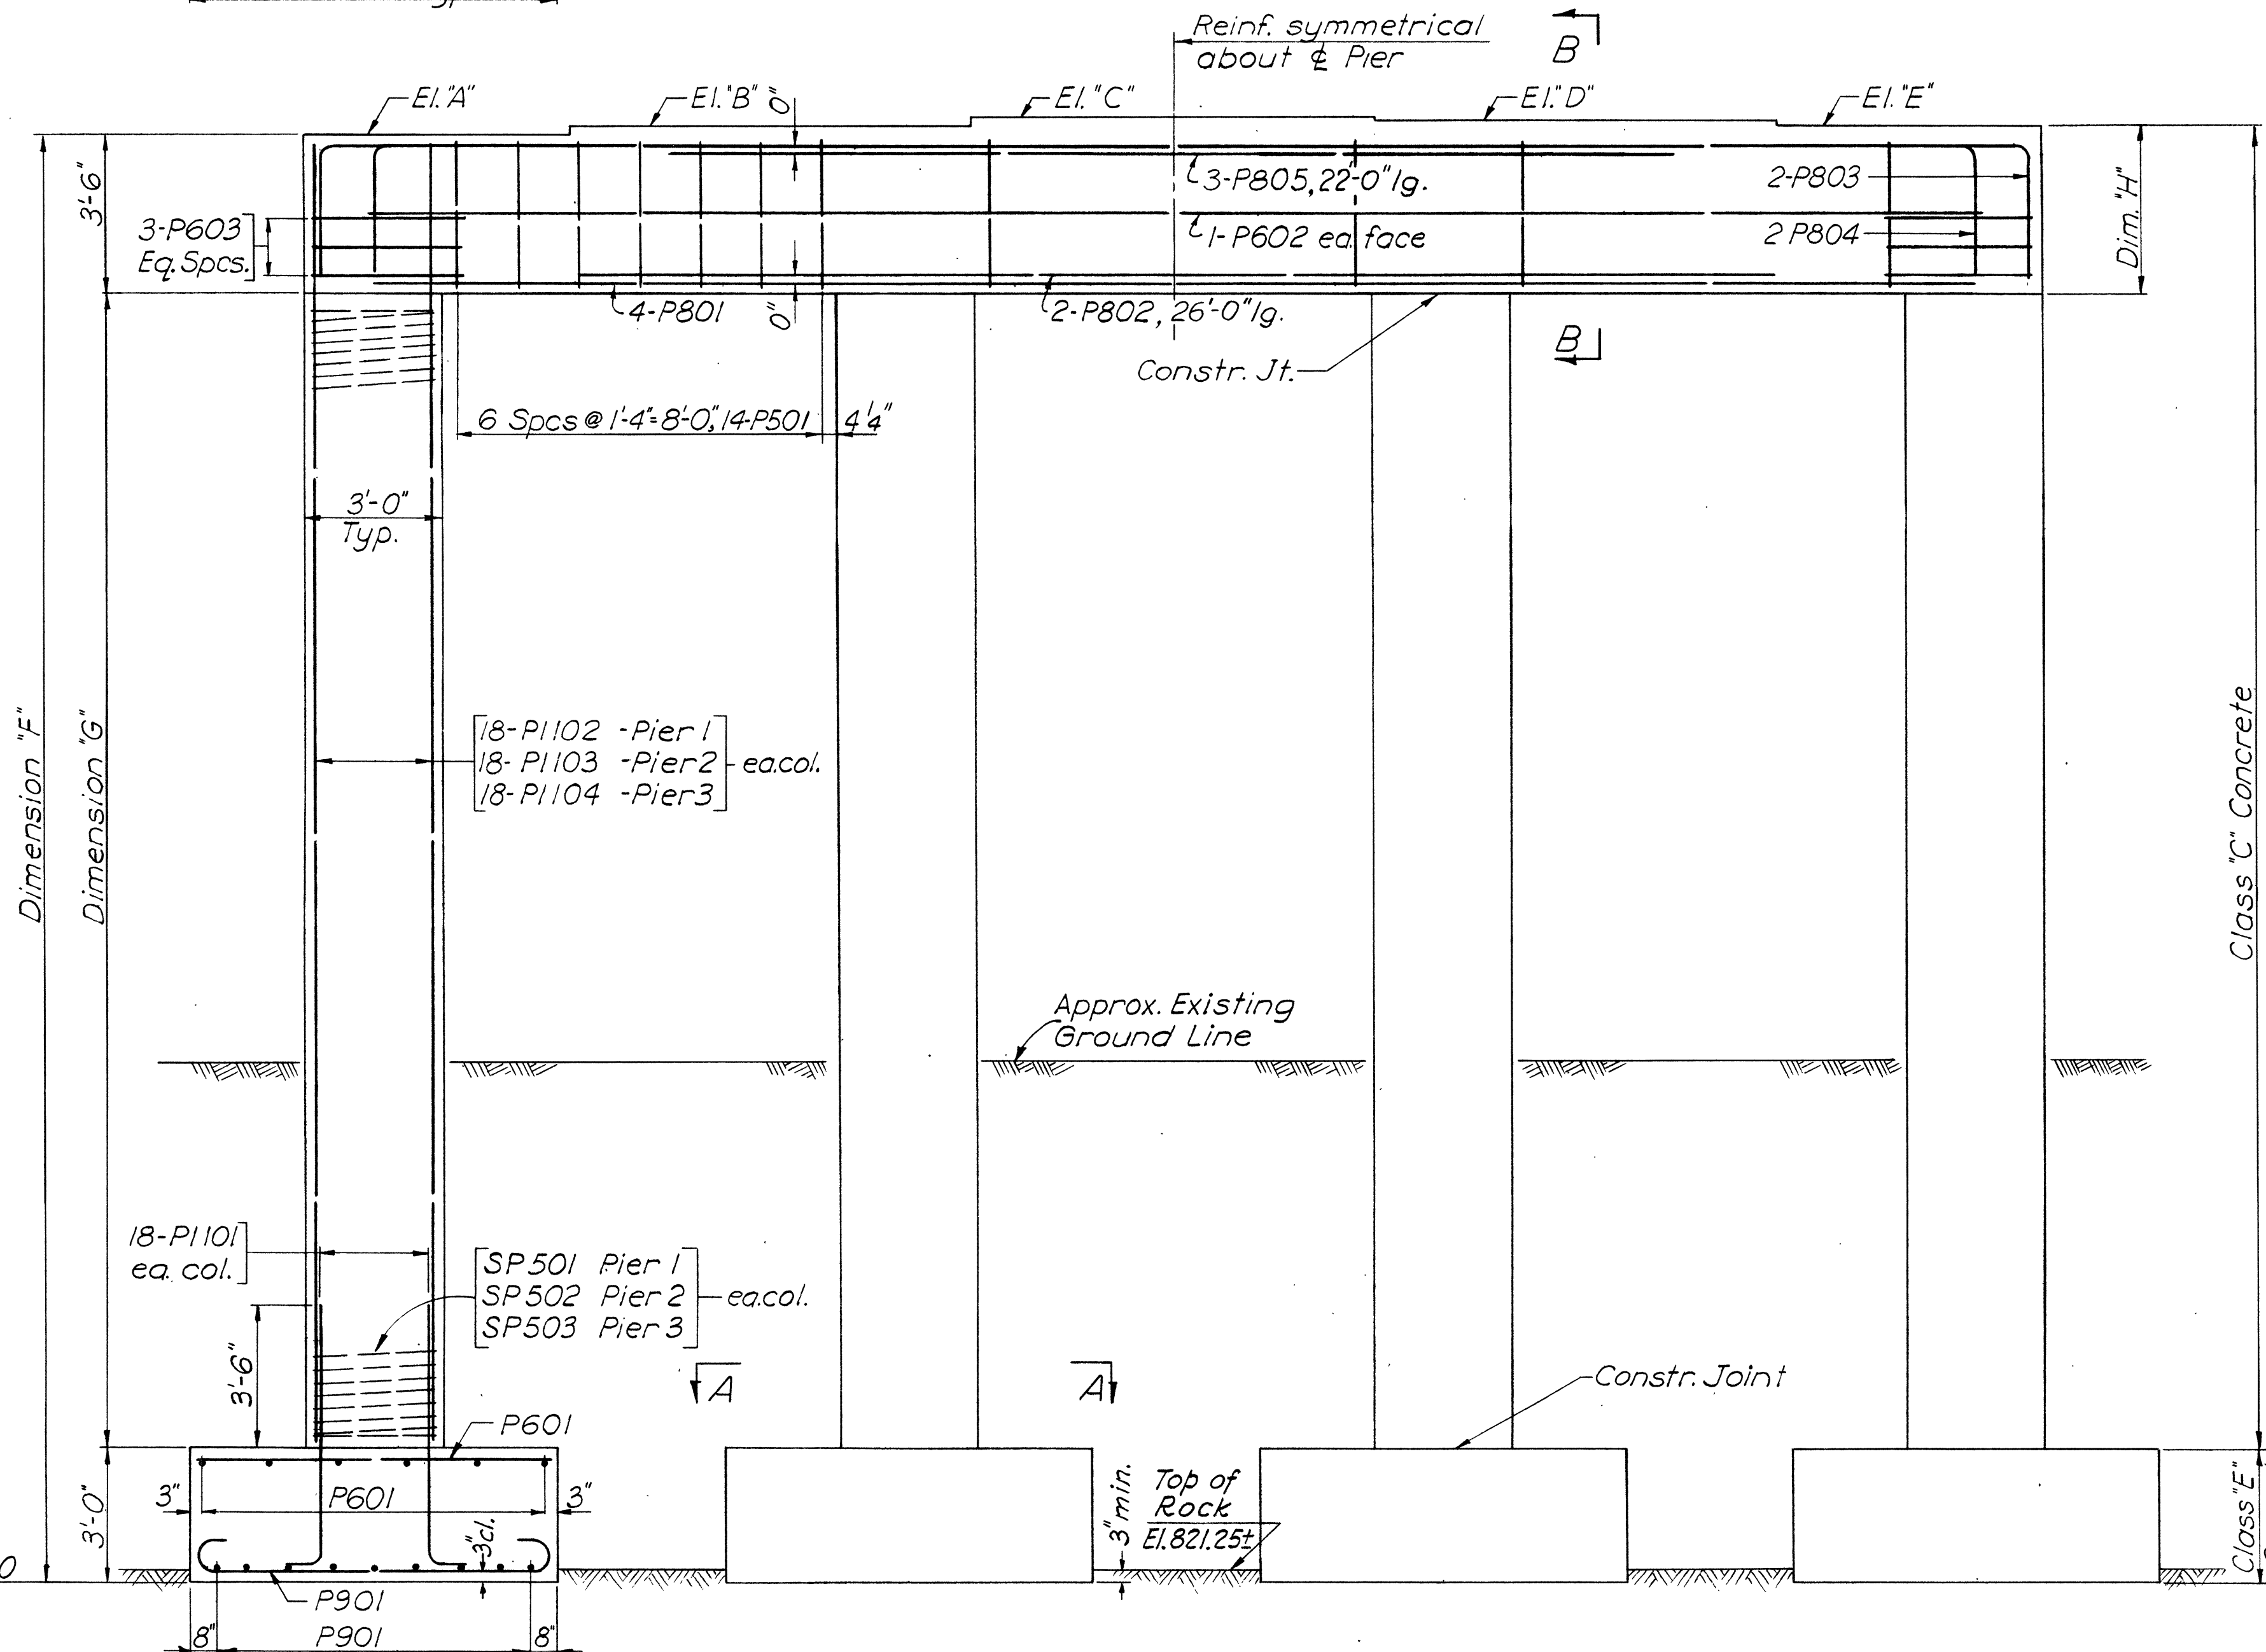 Reinf. symmetrical
about ℄ Pier
B
El. "A"
El. "B"
0"
El. "C"
El. "D"
El. "E"
3'-6"
3-P603
Eq. Spcs.
3-P805, 22'-0" lg.
1-P602 ea. face
2-P803
2 P804
Dim. "H"
4-P801
0"
2-P802, 26'-0" lg.
Constr. Jt.
B
6 Spcs @ 1'-4" = 8'-0", 14-P501
4 1/4"
3'-0"
Typ.
Dimension "F"
Dimension "G"
18-P1102 -Pier 1
18-P1103 -Pier 2
18-P1104 -Pier 3
ea. col.
Class "C" Concrete
Approx. Existing
Ground Line
18-P1101
ea. col.
SP501 Pier 1
SP502 Pier 2
SP503 Pier 3
ea. col.
3'-6"
A
A
Constr. Joint
P601
3"
P601
3"
3'-0"
3" cl.
3" min.
Top of
Rock
El. 821.25±
Class "E"
P901
8"
P901
8"